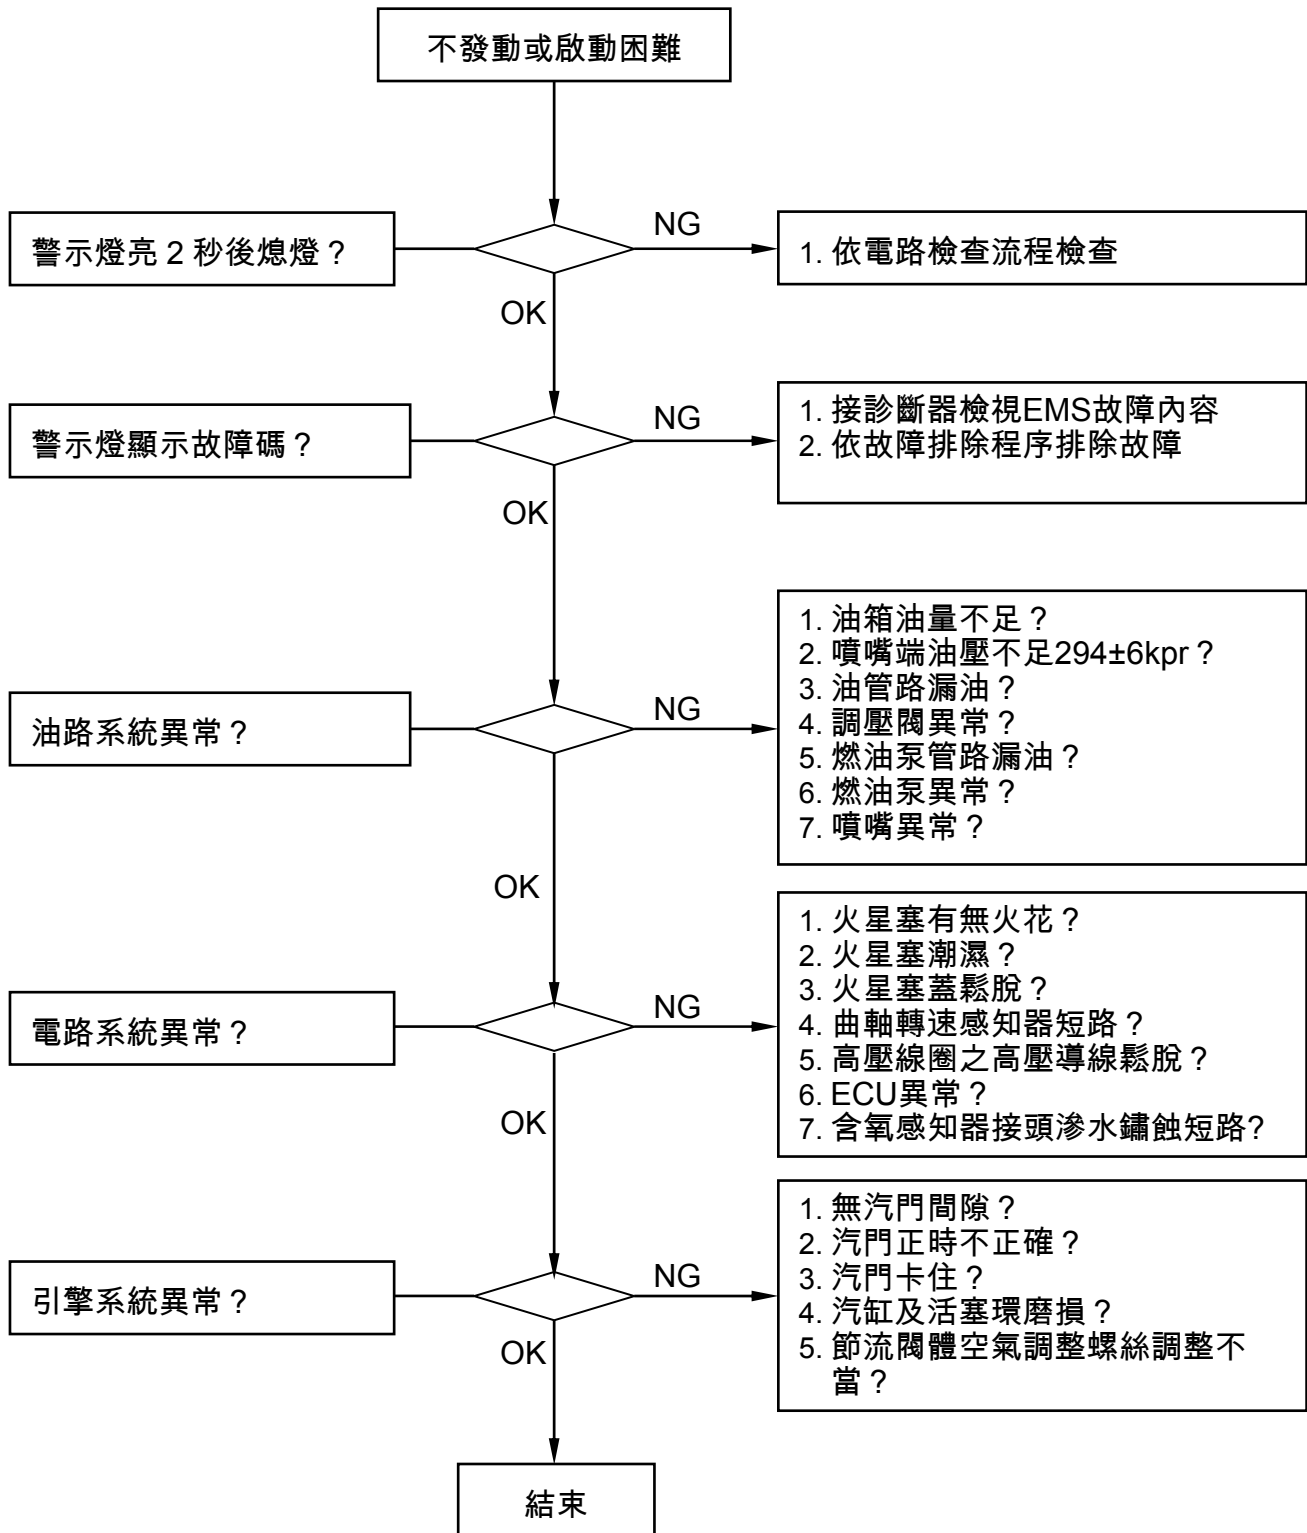 不發動或啟動困難
警示燈亮 2 秒後熄燈？
NG
1. 依電路檢查流程檢查
OK
警示燈顯示故障碼？
NG
1. 接診斷器檢視EMS故障內容
2. 依故障排除程序排除故障
OK
油路系統異常？
NG
1. 油箱油量不足？
2. 噴嘴端油壓不足294±6kpr？
3. 油管路漏油？
4. 調壓閥異常？
5. 燃油泵管路漏油？
6. 燃油泵異常？
7. 噴嘴異常？
OK
電路系統異常？
NG
1. 火星塞有無火花？
2. 火星塞潮濕？
3. 火星塞蓋鬆脫？
4. 曲軸轉速感知器短路？
5. 高壓線圈之高壓導線鬆脫？
6. ECU異常？
7. 含氧感知器接頭滲水鏽蝕短路?
OK
引擎系統異常？
NG
1. 無汽門間隙？
2. 汽門正時不正確？
3. 汽門卡住？
4. 汽缸及活塞環磨損？
5. 節流閥體空氣調整螺絲調整不
當？
OK
結束